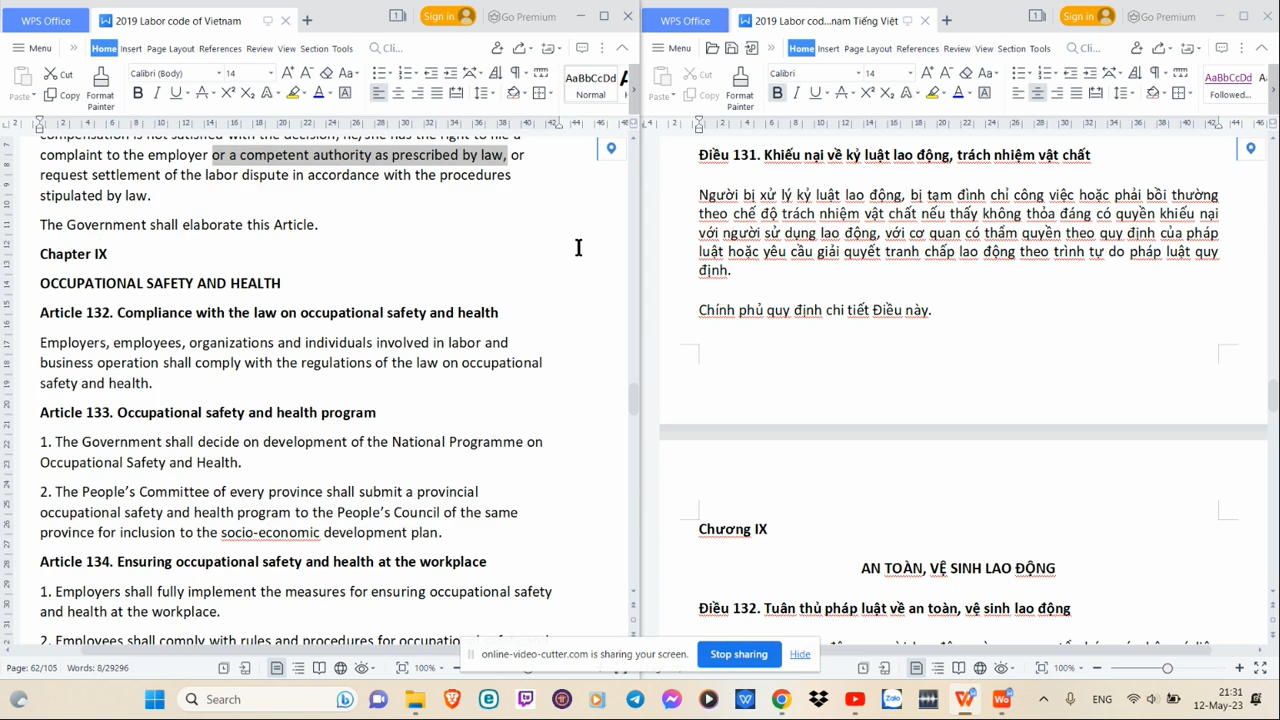 WPS Office
2019 Labor code of Vietnam
Sign in
Go Premium
Menu
Home Insert Page Layout References Review View Section Tools
Cut
Paste
Copy
Format
Painter
Calibri (Body)
14
AaBbCcDd
Normal
complaint to the employer or a competent authority as prescribed by law, or
request settlement of the labor dispute in accordance with the procedures
stipulated by law.
The Government shall elaborate this Article.
Chapter IX
OCCUPATIONAL SAFETY AND HEALTH
Article 132. Compliance with the law on occupational safety and health
Employers, employees, organizations and individuals involved in labor and
business operation shall comply with the regulations of the law on occupational
safety and health.
Article 133. Occupational safety and health program
1. The Government shall decide on development of the National Programme on
Occupational Safety and Health.
2. The People’s Committee of every province shall submit a provincial
occupational safety and health program to the People’s Council of the same
province for inclusion to the socio-economic development plan.
Article 134. Ensuring occupational safety and health at the workplace
1. Employers shall fully implement the measures for ensuring occupational safety
and health at the workplace.
2. Employees shall comply with rules and procedures for
Pages: 62/105 Words: 8/29296
100%
WPS Office
2019 Labor cod...nam Tiếng Việt
Sign in
Go Premium
Menu
Home Insert Page Layout References
Cut
Paste
Copy
Format
Painter
Calibri
14
AaBbCcDd
Followed...
Điều 131. Khiếu nại về kỷ luật lao động, trách nhiệm vật chất
Người bị xử lý kỷ luật lao động, bị tạm đình chỉ công việc hoặc phải bồi thường
theo chế độ trách nhiệm vật chất nếu thấy không thỏa đáng có quyền khiếu nại
với người sử dụng lao động, với cơ quan có thẩm quyền theo quy định của pháp
luật hoặc yêu cầu giải quyết tranh chấp lao động theo trình tự do pháp luật quy
định.
Chính phủ quy định chi tiết Điều này.
Chương IX
AN TOÀN, VỆ SINH LAO ĐỘNG
Điều 132. Tuân thủ pháp luật về an toàn, vệ sinh lao động
100%
online-video-cutter.com is sharing your screen.
Stop sharing
Hide
Search
ENG
21:31
12-May-23